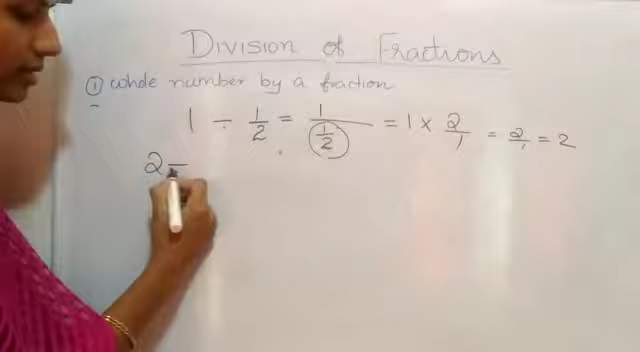 Division of Fractions
① whole number by a fraction
1 ÷ 1/2 = 1/(1/2) = 1 × 2/1 = 2/1 = 2
2